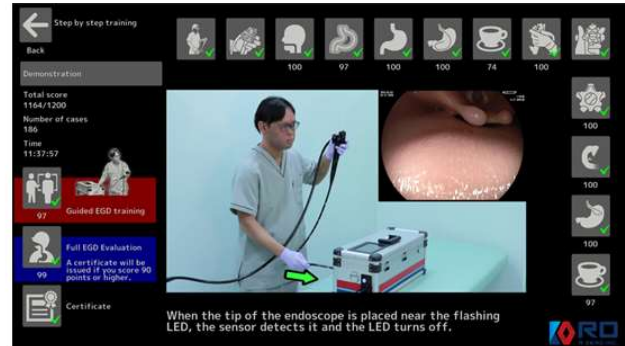 Step by step training
Back
100
97
100
100
74
100
Demonstration
Total score
1164/1200
Number of cases
186
Time
11:37:57
97
Guided EGD training
Full EGD Evaluation
A certificate will be
issued if you score 90
points or higher.
99
Certificate
100
100
100
97
When the tip of the endoscope is placed near the flashing
LED, the sensor detects it and the LED turns off.